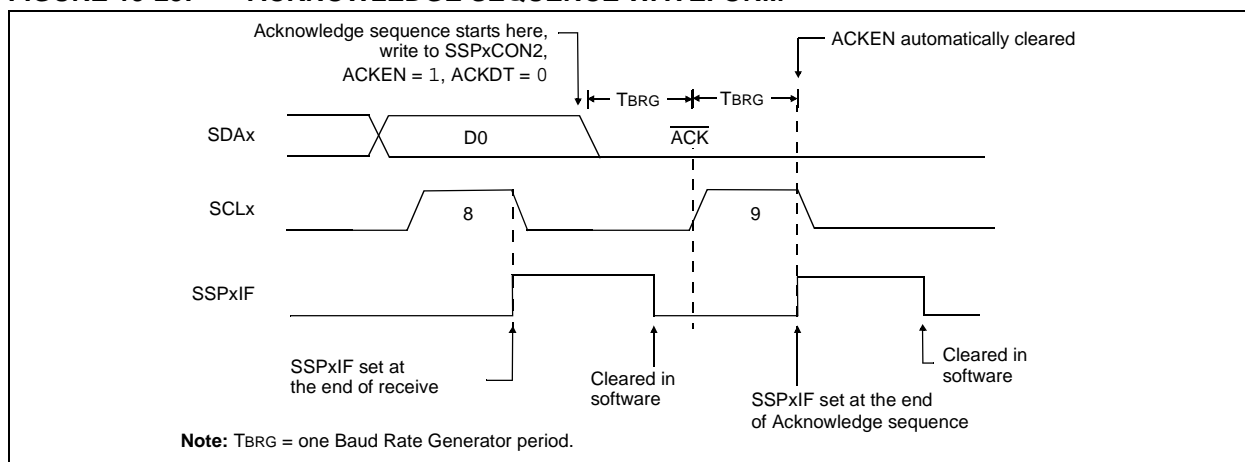 Acknowledge sequence starts here,
write to SSPxCON2,
ACKEN = 1, ACKDT = 0
ACKEN automatically cleared
TBRG
TBRG
SDAx
D0
ACK
SCLx
8
9
SSPxIF
SSPxIF set at
the end of receive
Cleared in
software
SSPxIF set at the end
of Acknowledge sequence
Cleared in
software
Note: TBRG = one Baud Rate Generator period.